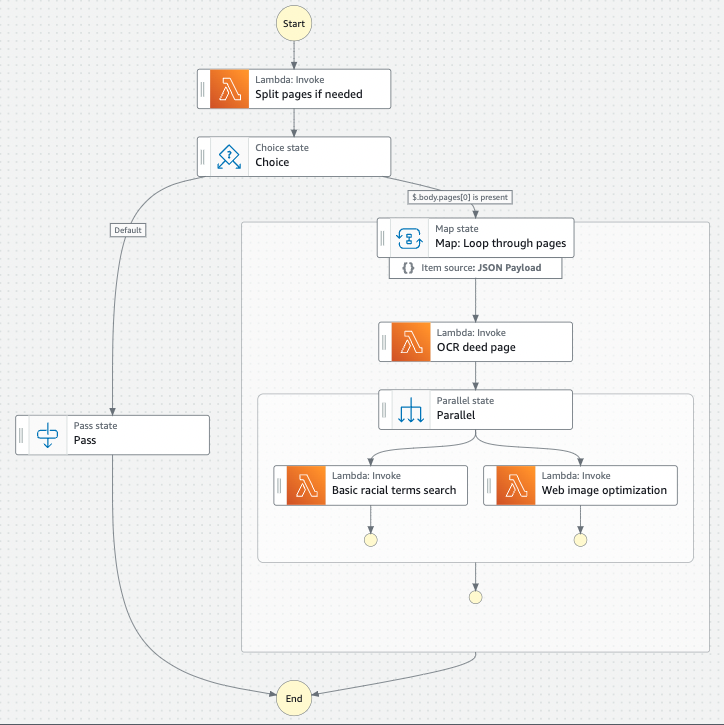 Start
Lambda: Invoke
Split pages if needed
Choice state
Choice
$.body.pages[0] is present
Default
Map state
Map: Loop through pages
{} Item source: JSON Payload
Lambda: Invoke
OCR deed page
Parallel state
Parallel
Pass state
Pass
Lambda: Invoke
Basic racial terms search
Lambda: Invoke
Web image optimization
End